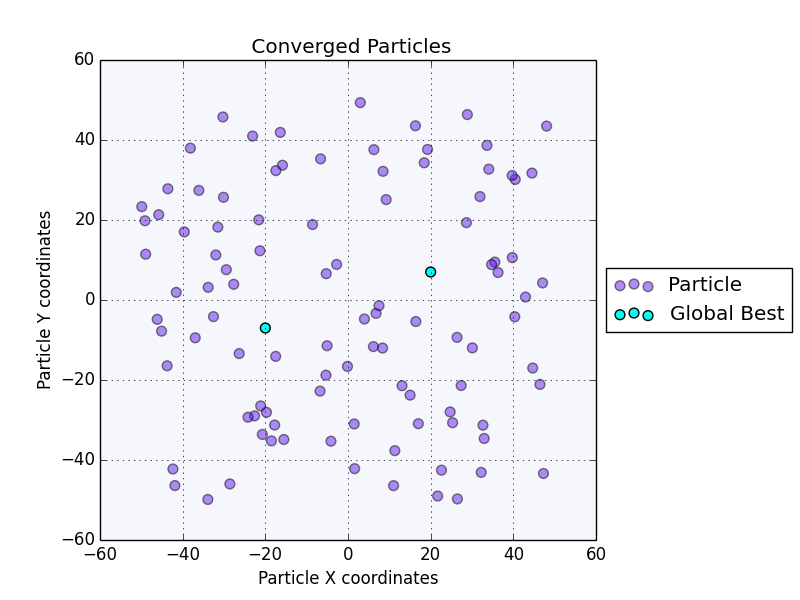 Converged Particles
60
40
20
0
−20
−40
−60
−60
−40
−20
0
20
40
60
Particle Y coordinates
Particle X coordinates
Particle
Global Best